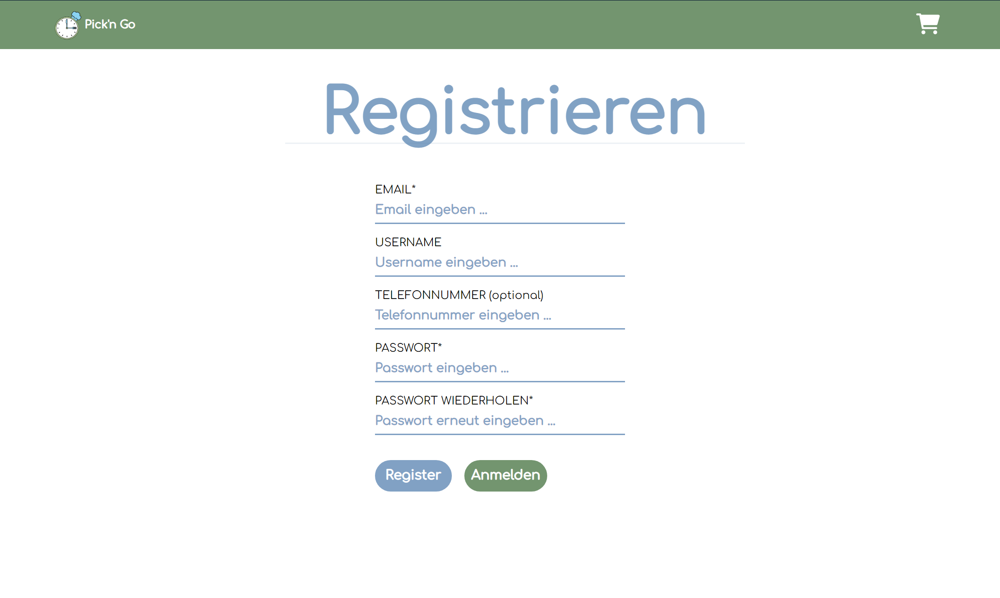 Pick'n Go
Registrieren
EMAIL*
Email eingeben ...
USERNAME
Username eingeben ...
TELEFONNUMMER (optional)
Telefonnummer eingeben ...
PASSWORT*
Passwort eingeben ...
PASSWORT WIEDERHOLEN*
Passwort erneut eingeben ...
Register Anmelden